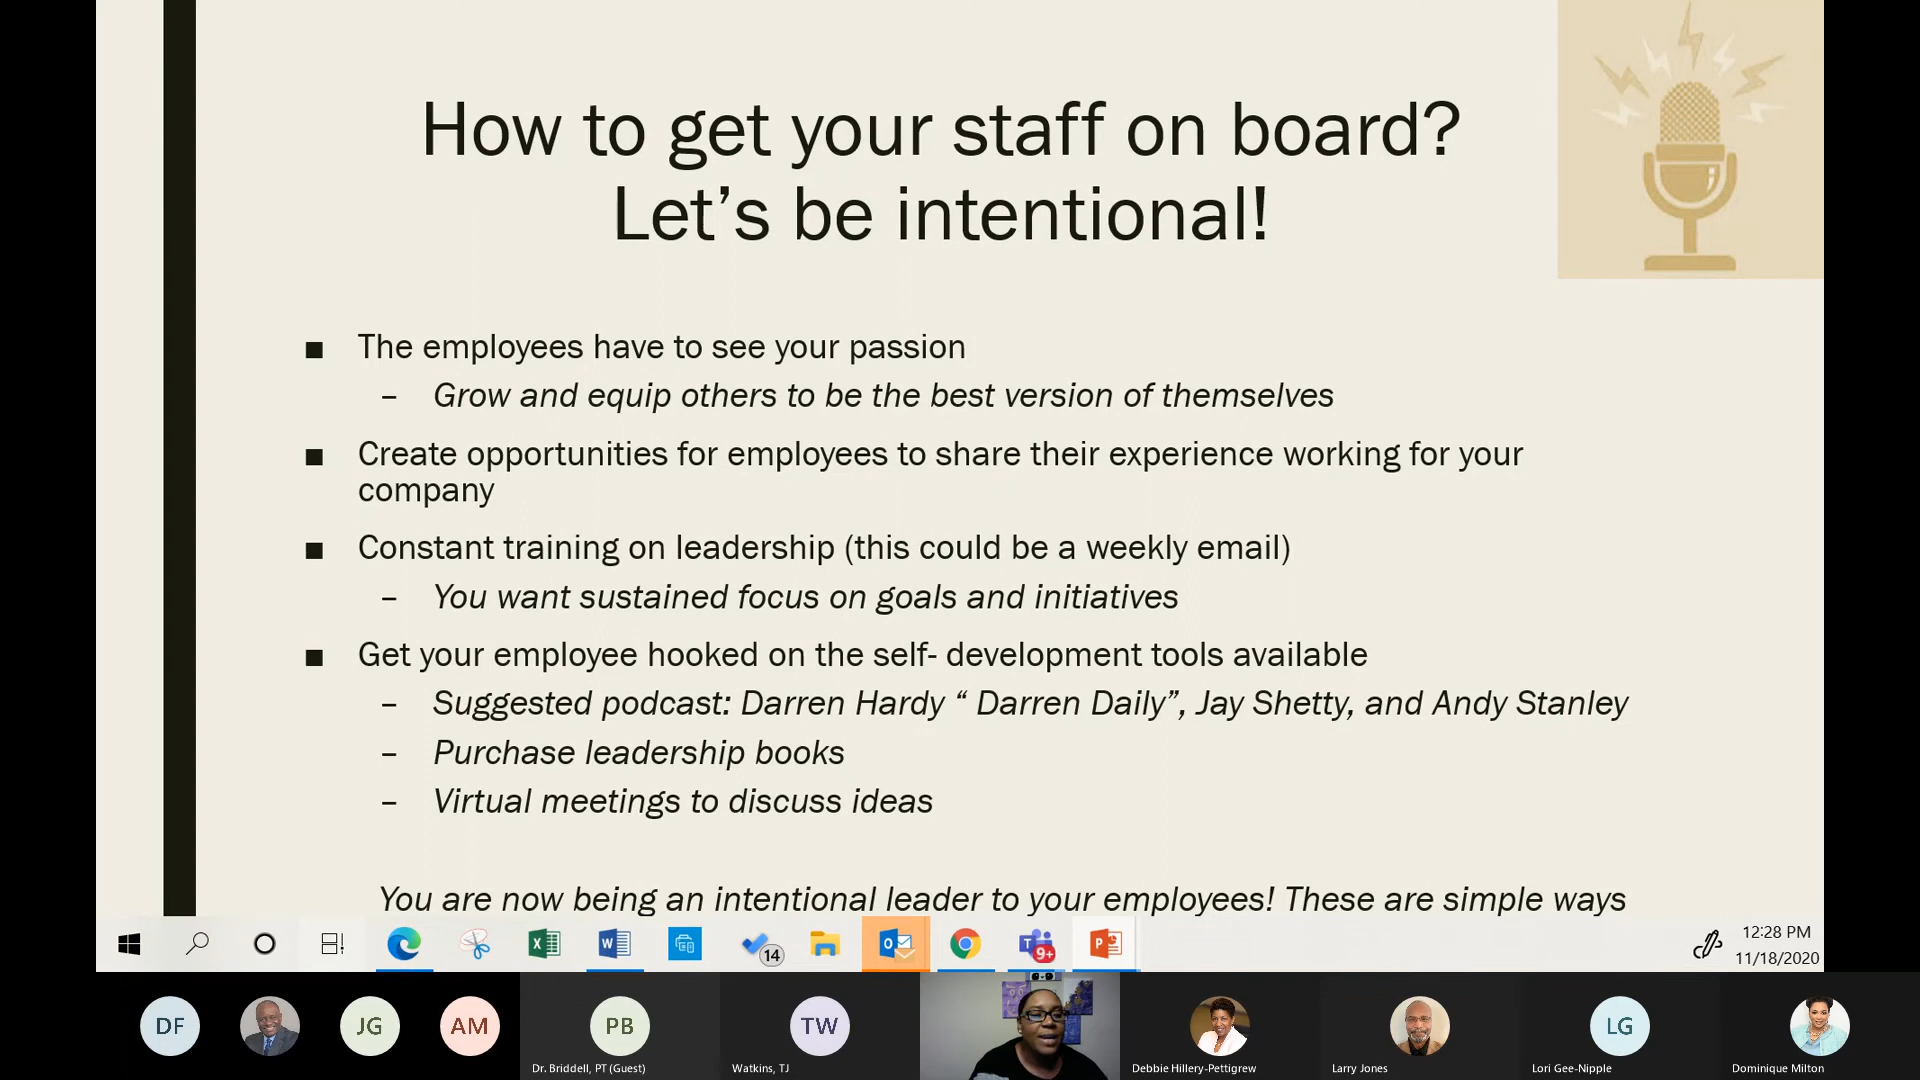 How to get your staff on board?
Let’s be intentional!
■ The employees have to see your passion
– Grow and equip others to be the best version of themselves
■ Create opportunities for employees to share their experience working for your
company
■ Constant training on leadership (this could be a weekly email)
– You want sustained focus on goals and initiatives
■ Get your employee hooked on the self- development tools available
– Suggested podcast: Darren Hardy “ Darren Daily”, Jay Shetty, and Andy Stanley
– Purchase leadership books
– Virtual meetings to discuss ideas
You are now being an intentional leader to your employees! These are simple ways
14
9+
12:28 PM
11/18/2020
DF
JG
AM
PB
TW
LG
Dr. Briddell, PT (Guest)
Watkins, TJ
Debbie Hillery-Pettigrew
Larry Jones
Lori Gee-Nipple
Dominique Milton